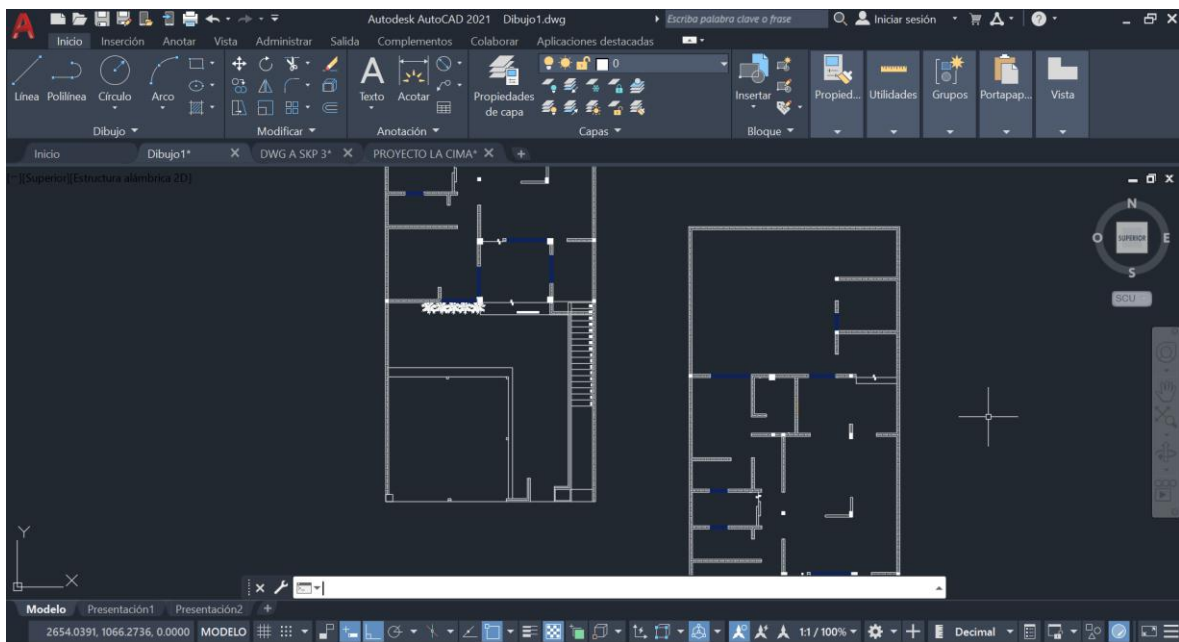 Autodesk AutoCAD 2021 Dibujo1.dwg Escriba palabra clave o frase Iniciar sesión
Inicio Inserción Anotar Vista Administrar Salida Complementos Colaborar Aplicaciones destacadas
0
Línea Polilínea Círculo Arco Texto Acotar Propiedades de capa Insertar Propied... Utilidades Grupos Portapap... Vista
Dibujo Modificar Anotación Capas Bloque
Inicio Dibujo1* DWG A SKP 3* PROYECTO LA CIMA*
[−][Superior][Estructura alámbrica 2D]
N
O SUPERIOR E
S
SCU
Y
X
Modelo Presentación1 Presentación2
2654.0391, 1066.2736, 0.0000 MODELO 1:1 / 100% Decimal